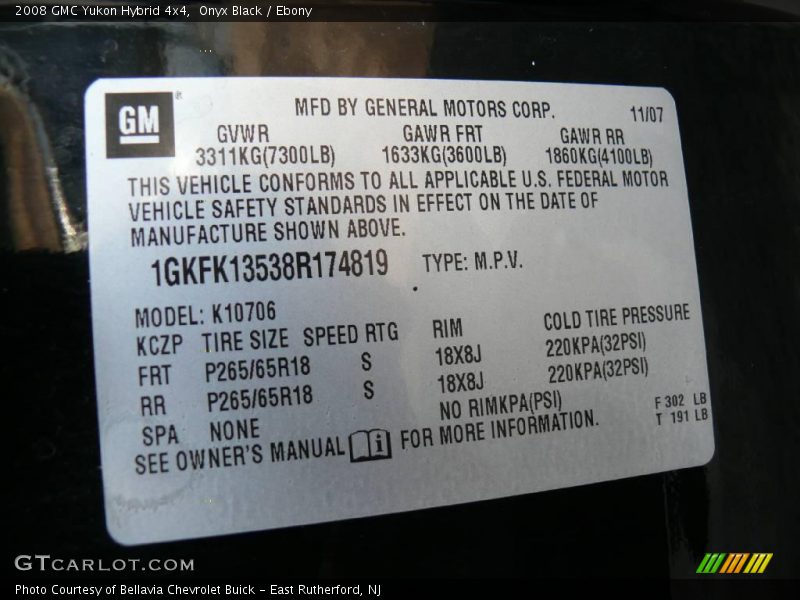 2008 GMC Yukon Hybrid 4x4, Onyx Black / Ebony
GM ®
MFD BY GENERAL MOTORS CORP. 11/07
GVWR GAWR FRT GAWR RR
3311KG(7300LB) 1633KG(3600LB) 1860KG(4100LB)
THIS VEHICLE CONFORMS TO ALL APPLICABLE U.S. FEDERAL MOTOR
VEHICLE SAFETY STANDARDS IN EFFECT ON THE DATE OF
MANUFACTURE SHOWN ABOVE.
1GKFK13538R174819 TYPE: M.P.V.
MODEL: K10706
KCZP TIRE SIZE SPEED RTG RIM COLD TIRE PRESSURE
FRT P265/65R18 S 18X8J 220KPA(32PSI)
RR P265/65R18 S 18X8J 220KPA(32PSI)
SPA NONE NO RIMKPA(PSI) F 302 LB
SEE OWNER'S MANUAL i FOR MORE INFORMATION. T 191 LB
GTCARLOT.COM
Photo Courtesy of Bellavia Chevrolet Buick - East Rutherford, NJ